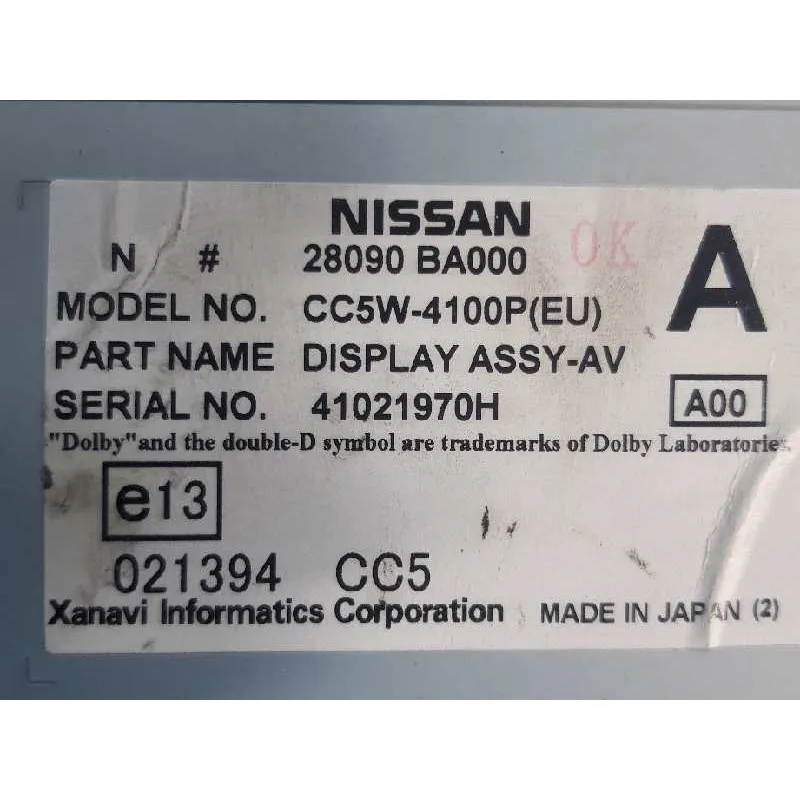 NISSAN
N # 28090 BA000 OK A
MODEL NO. CC5W-4100P(EU)
PART NAME DISPLAY ASSY-AV
SERIAL NO. 41021970H A00
"Dolby"and the double-D symbol are trademarks of Dolby Laboratories.
e13
021394 CC5
Xanavi Informatics Corporation MADE IN JAPAN (2)